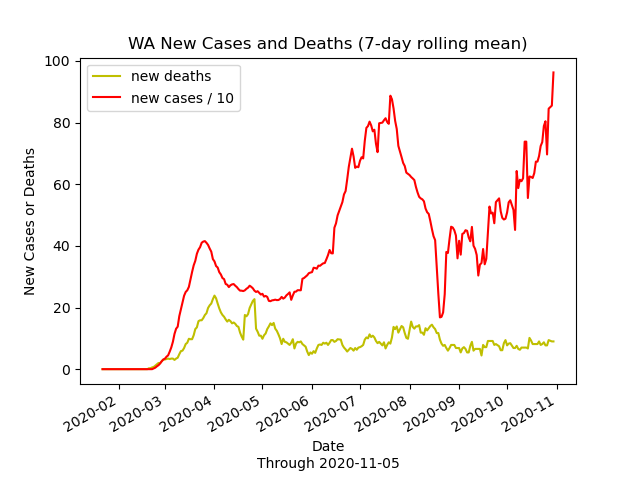 WA New Cases and Deaths (7-day rolling mean)
new deaths
new cases / 10
New Cases or Deaths
100
80
60
40
20
0
2020-02
2020-03
2020-04
2020-05
2020-06
2020-07
2020-08
2020-09
2020-10
2020-11
Date
Through 2020-11-05